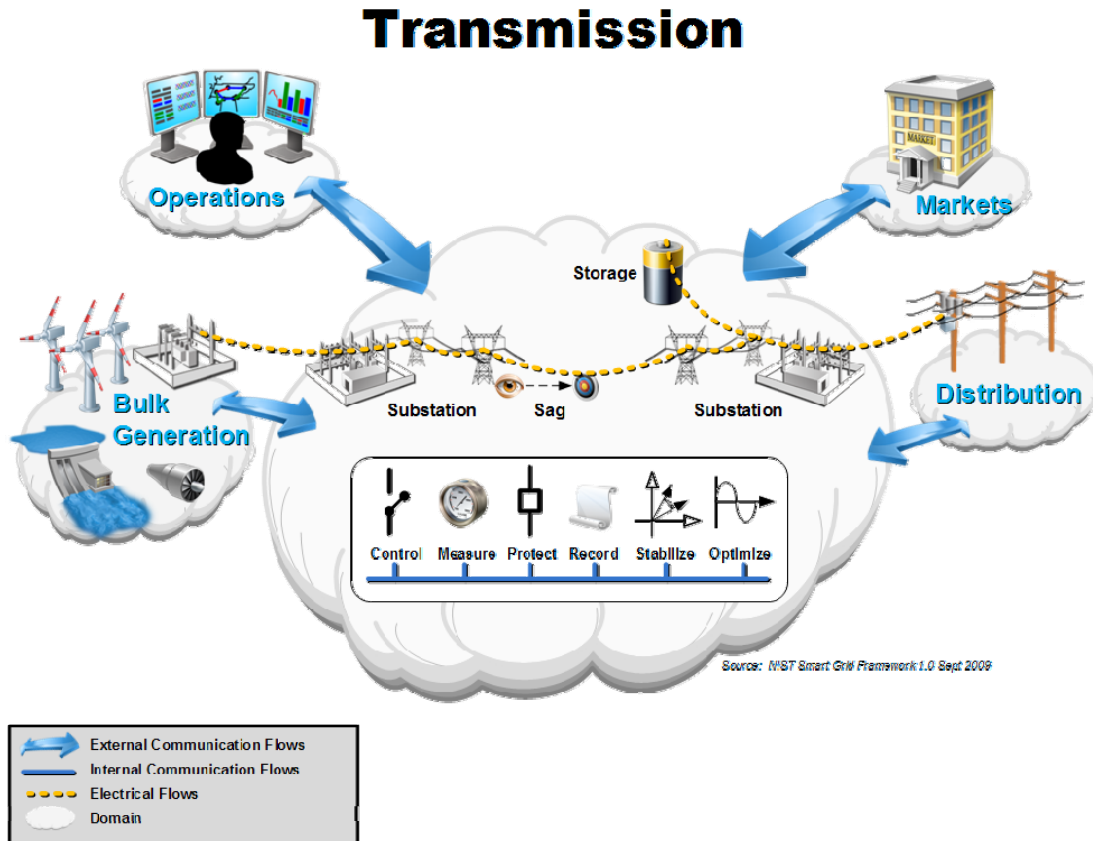 Transmission
Operations
MARKET
Markets
Storage
Bulk
Generation
Substation
Sag
Substation
Distribution
Control
Measure
Protect
Record
Stabilize
Optimize
Source: NIST Smart Grid Framework 1.0 Sept 2009
External Communication Flows
Internal Communication Flows
Electrical Flows
Domain